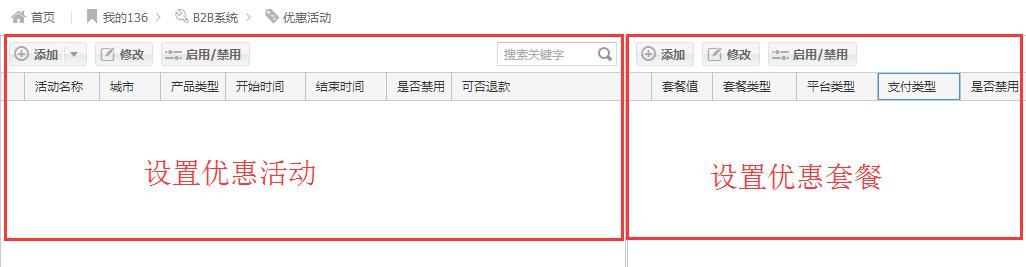 首页 我的136 B2B系统 优惠活动
添加 修改 启用/禁用 搜索关键字 添加 修改 启用/禁用
活动名称 城市 产品类型 开始时间 结束时间 是否禁用 可否退款 套餐值 套餐类型 平台类型 支付类型 是否禁用
设置优惠活动 设置优惠套餐